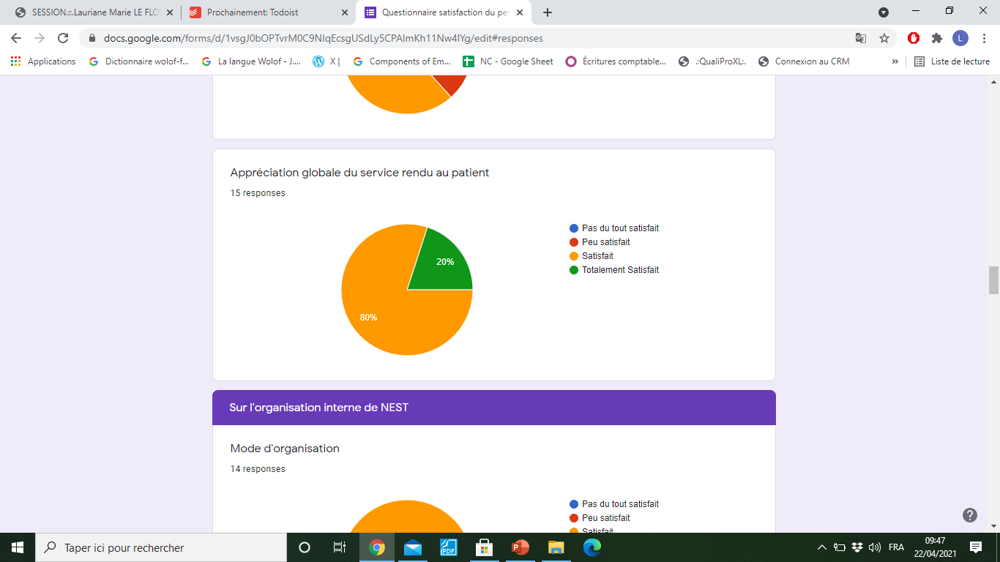 SESSION.::.Lauriane Marie LE FLO
Prochainement: Todoist
Questionnaire satisfaction du per
docs.google.com/forms/d/1vsgJ0bOPTvrM0C9NIqEcsgUSdLy5CPAlmKh11Nw4lYg/edit#responses
L
Applications
Dictionnaire wolof-f...
La langue Wolof - J....
X |
Components of Em...
NC - Google Sheet
Écritures comptable...
.:QualiProXL:.
Connexion au CRM
»
Liste de lecture
Appréciation globale du service rendu au patient
15 responses
20%
80%
Pas du tout satisfait
Peu satisfait
Satisfait
Totalement Satisfait
Sur l'organisation interne de NEST
Mode d'organisation
14 responses
Pas du tout satisfait
Peu satisfait
Satisfait
Taper ici pour rechercher
PDF
FRA
09:47
22/04/2021